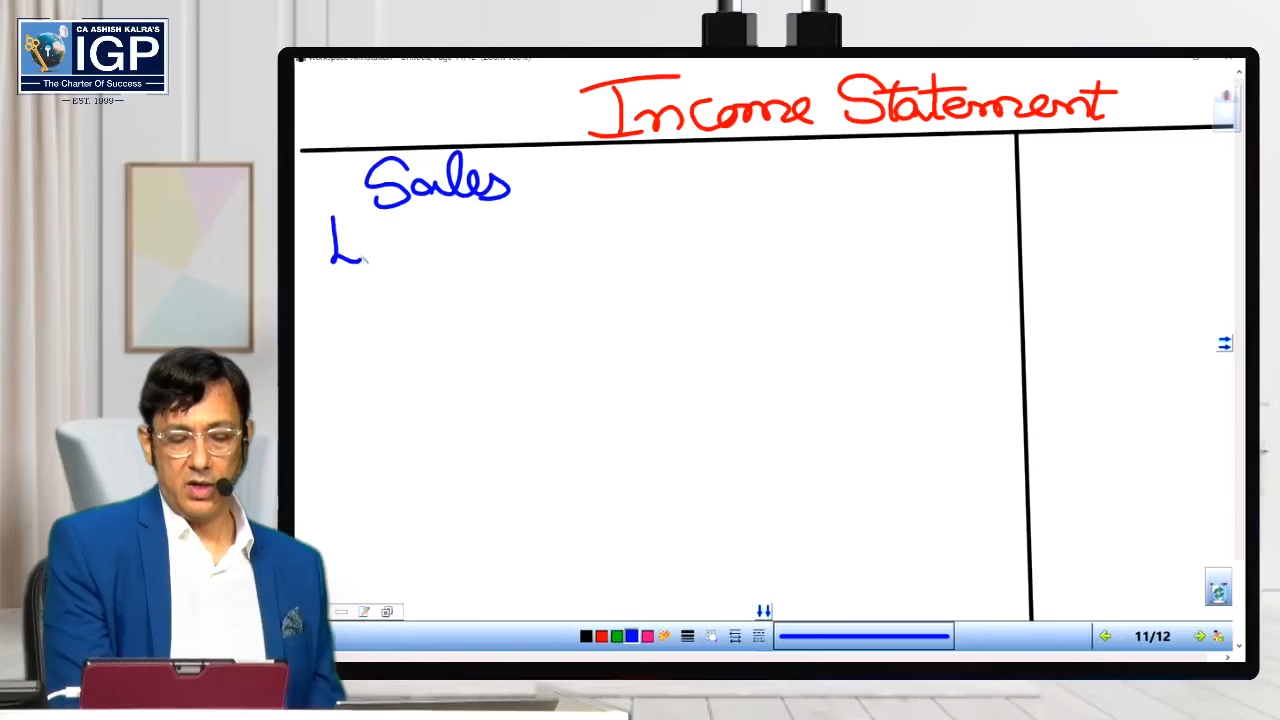 CA ASHISH KALRA'S
IGP
The Charter Of Success
EST. 1999
Income Statement
Sales
L
11/12